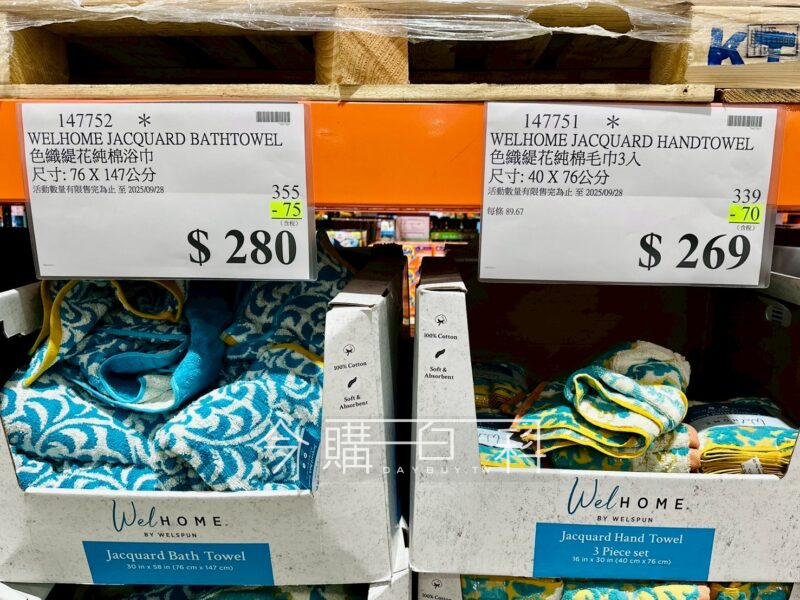 147752 *
WELHOME JACQUARD BATHTOWEL
色織緹花純棉浴巾
尺寸: 76 X 147公分
活動數量有限售完為止 至 2025/09/28
355
- 75
(含稅)
$ 280
147751 *
WELHOME JACQUARD HANDTOWEL
色織緹花純棉毛巾3入
尺寸: 40 X 76公分
活動數量有限售完為止 至 2025/09/28
每條 89.67
339
- 70
(含稅)
$ 269
100% Cotton
Soft &
Absorbent
100% Cotton
Soft &
Absorbent
今購百科
DAYBUY.TW
WelHOME.
BY WELSPUN
Jacquard Bath Towel
30 in x 58 in (76 cm x 147 cm)
WelHOME.
BY WELSPUN
Jacquard Hand Towel
3 Piece set
16 in x 30 in (40 cm x 76 cm)
100% Cotton